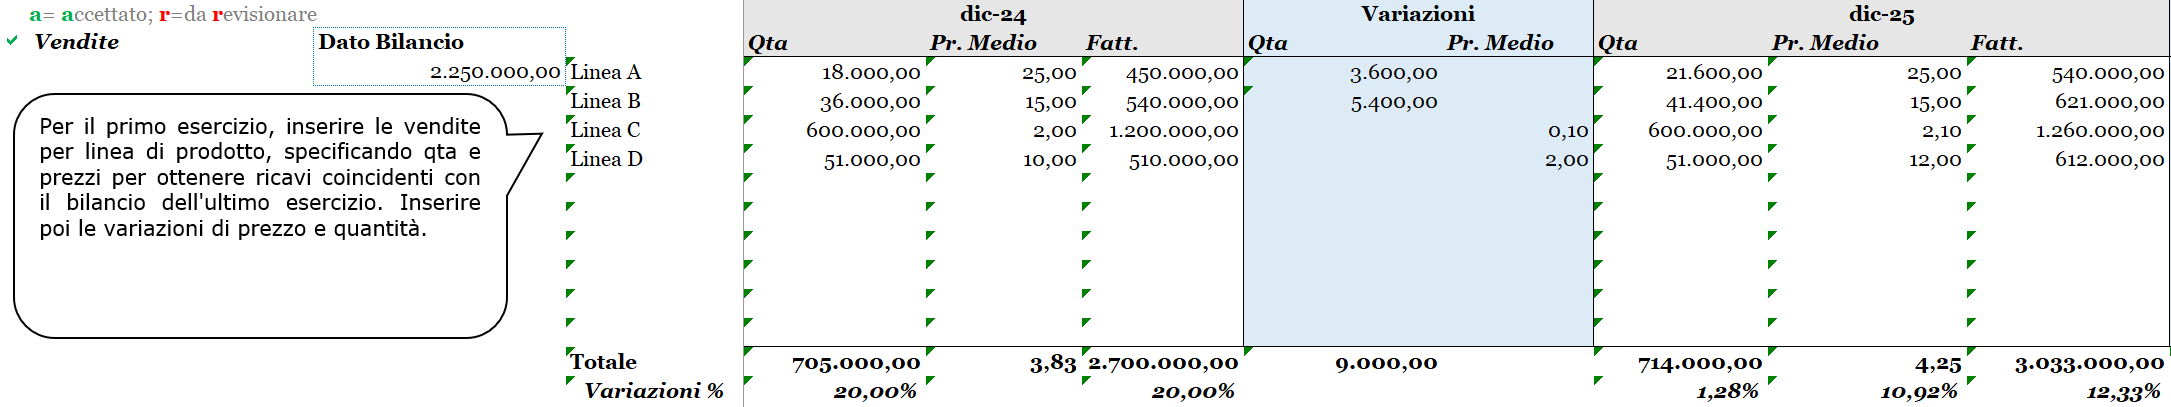 a= accettato; r=da revisionare dic-24 Variazioni dic-25
Vendite Dato Bilancio Qta Pr. Medio Fatt. Qta Pr. Medio Qta Pr. Medio Fatt.
2.250.000,00 Linea A 18.000,00 25,00 450.000,00 3.600,00 21.600,00 25,00 540.000,00
Linea B 36.000,00 15,00 540.000,00 5.400,00 41.400,00 15,00 621.000,00
Linea C 600.000,00 2,00 1.200.000,00 0,10 600.000,00 2,10 1.260.000,00
Linea D 51.000,00 10,00 510.000,00 2,00 51.000,00 12,00 612.000,00
Per il primo esercizio, inserire le vendite
per linea di prodotto, specificando qta e
prezzi per ottenere ricavi coincidenti con
il bilancio dell'ultimo esercizio. Inserire
poi le variazioni di prezzo e quantità.
Totale 705.000,00 3,83 2.700.000,00 9.000,00 714.000,00 4,25 3.033.000,00
Variazioni % 20,00% 20,00% 1,28% 10,92% 12,33%